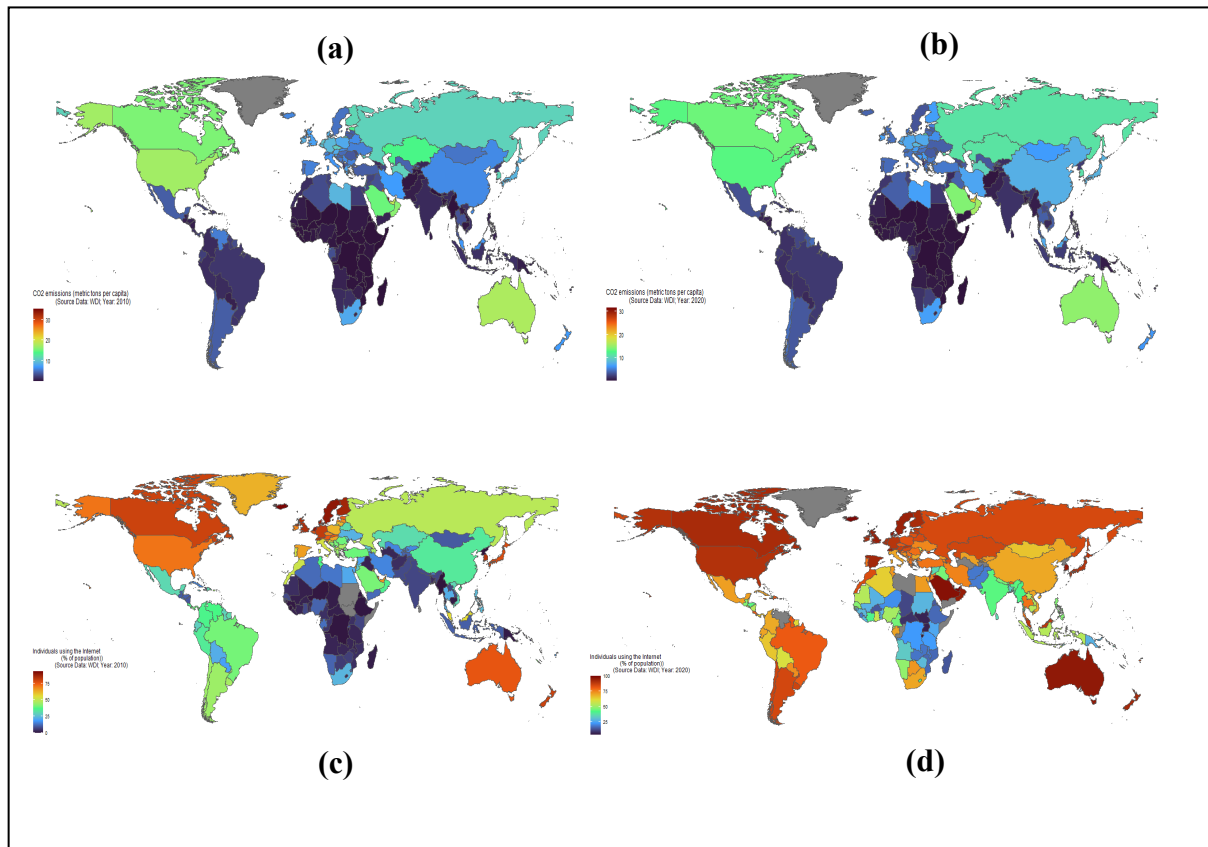 (a)
(b)
CO2 emissions (metric tons per capita)
(Source Data: WDI; Year: 2010)
30
20
10
CO2 emissions (metric tons per capita)
(Source Data: WDI; Year: 2020)
30
20
10
Individuals using the Internet
(% of population))
(Source Data: WDI; Year: 2010)
75
50
25
0
Individuals using the Internet
(% of population))
(Source Data: WDI; Year: 2020)
100
75
50
25
(c)
(d)